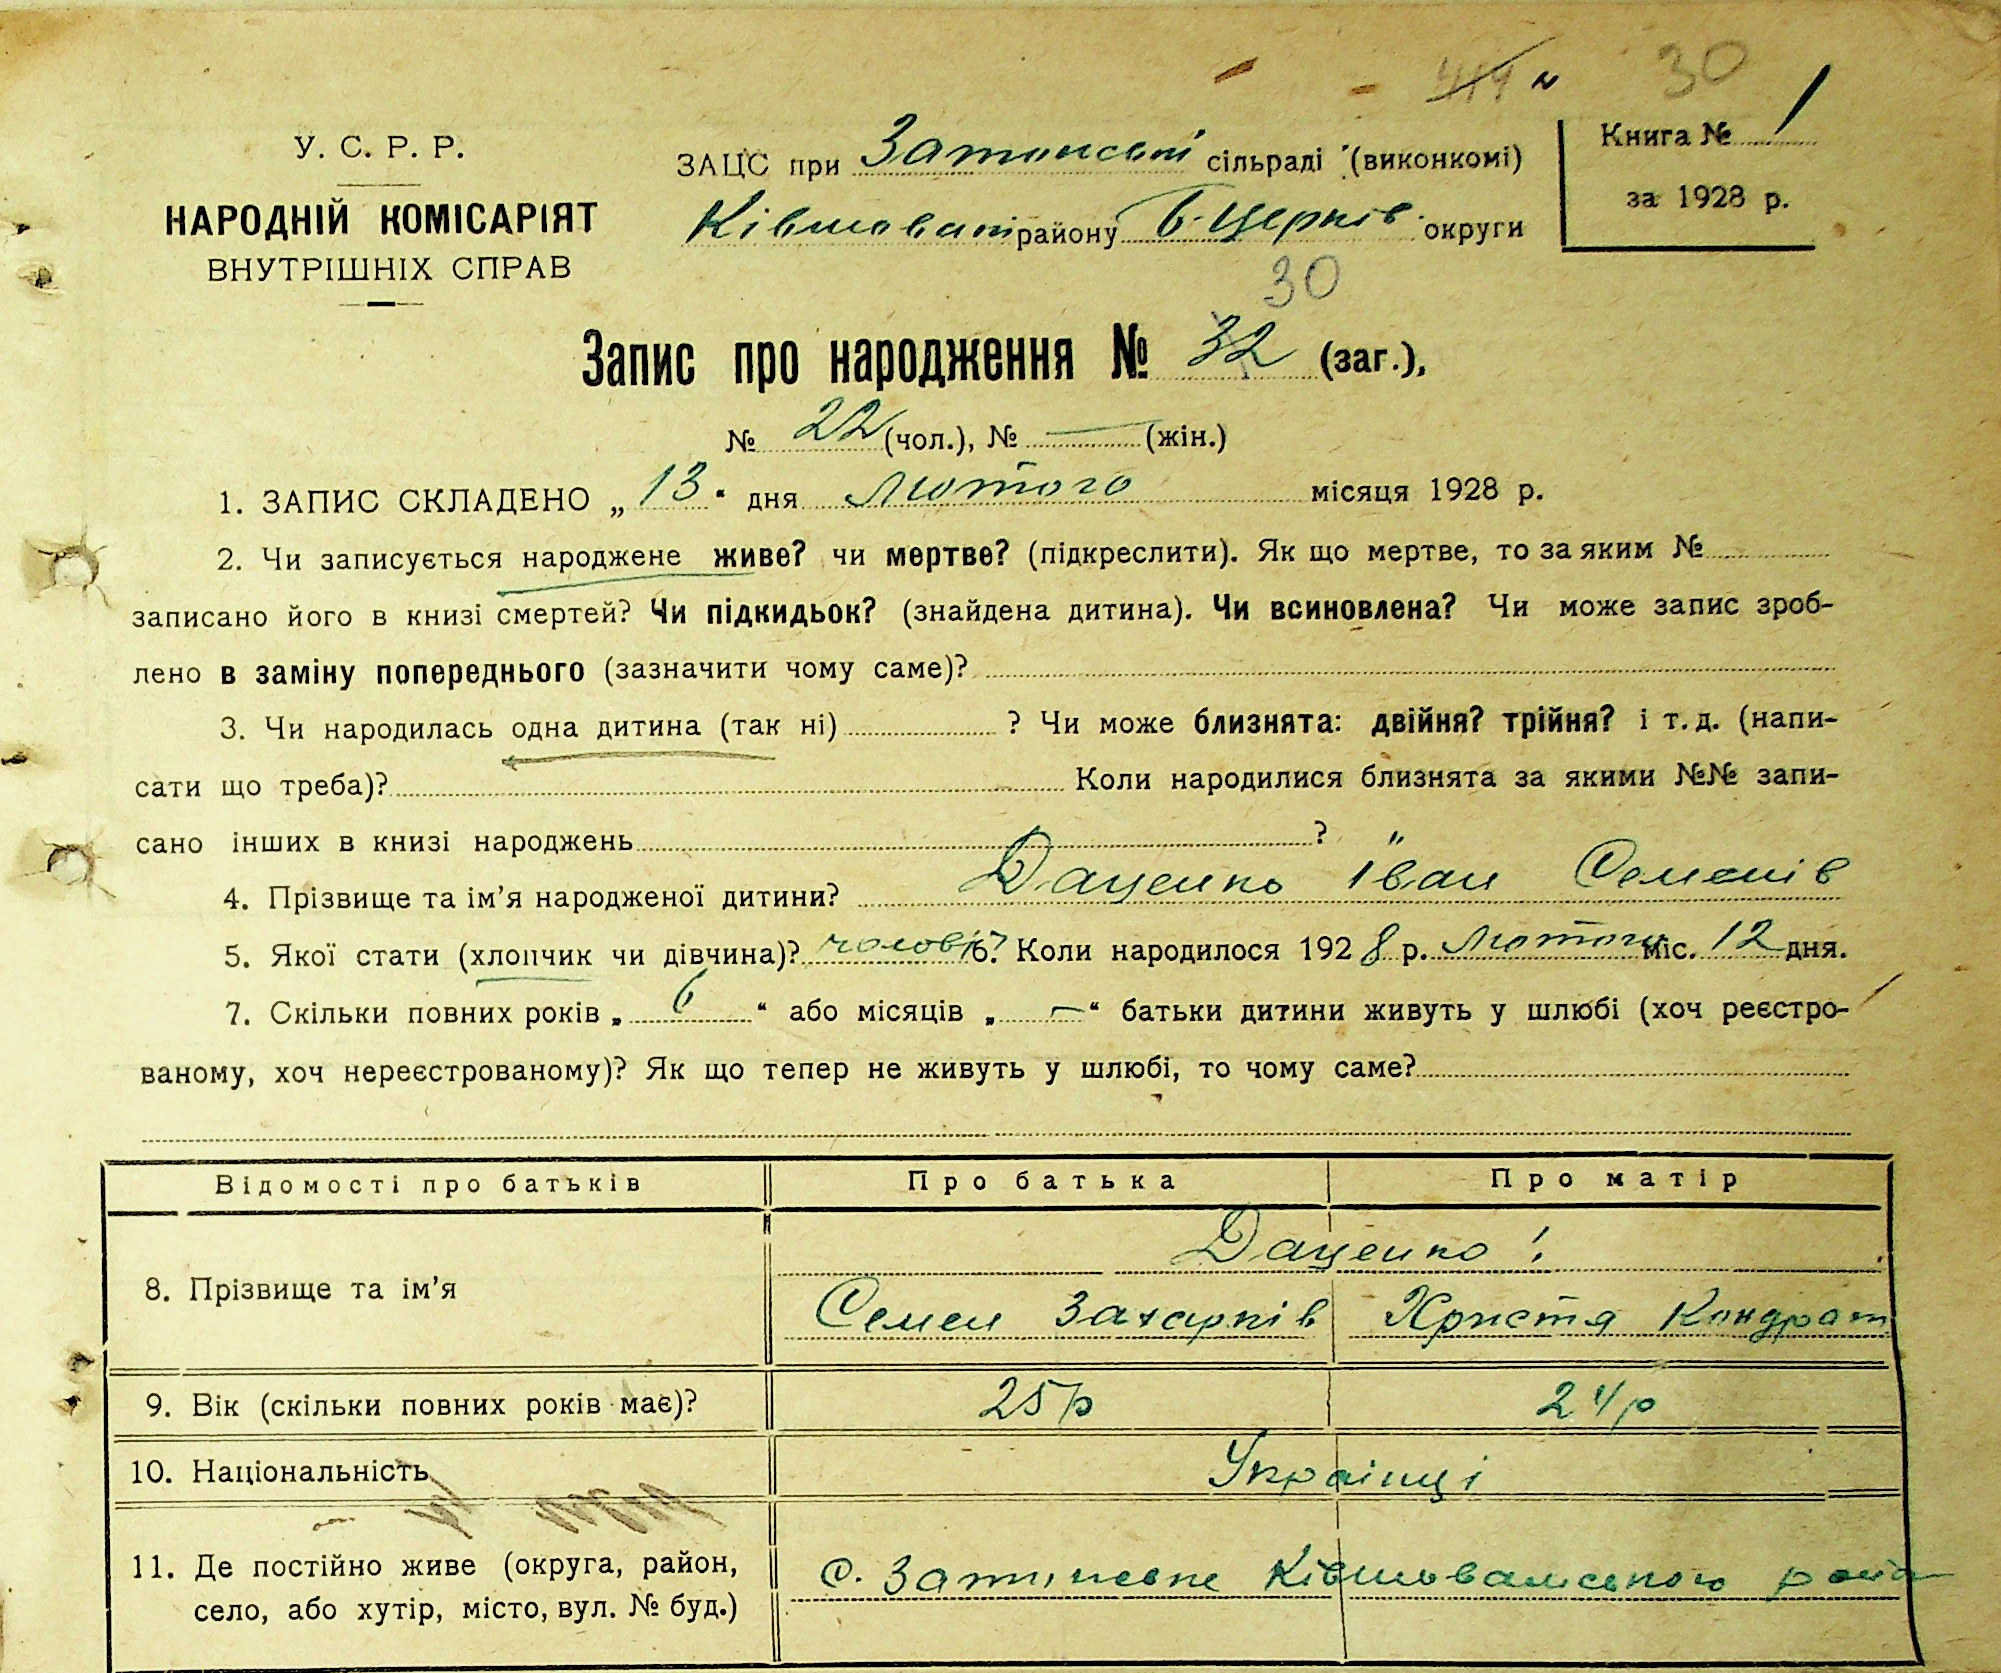 419 30
У. С. Р. Р.
НАРОДНІЙ КОМІСАРІЯТ
ВНУТРІШНІХ СПРАВ
ЗАЦС при Затонській сільраді (виконкомі)
Ківшоват району Б-Церків. округи
Книга № 1
за 1928 р.
30
Запис про народження № 32 (заг.),
№ 22 (чол.), № — (жін.)
1. ЗАПИС СКЛАДЕНО „13“ дня лютого місяця 1928 р.
2. Чи записується народжене живе? чи мертве? (підкреслити). Як що мертве, то за яким №
записано його в книзі смертей? Чи підкидьок? (знайдена дитина). Чи всиновлена? Чи може запис зроб-
лено в заміну попереднього (зазначити чому саме)?
3. Чи народилась одна дитина (так ні) ? Чи може близнята: двійня? трійня? і т. д. (напи-
сати що треба)? Коли народилися близнята за якими №№ запи-
сано інших в книзі народжень ?
4. Прізвище та ім’я народженої дитини? Даценко Іван Семенів
5. Якої стати (хлопчик чи дівчина)? чолов 6. Коли народилося 1928 р. лютого міс. 12 дня.
7. Скільки повних років „ 6 “ або місяців „ — “ батьки дитини живуть у шлюбі (хоч реєстро-
ваному, хоч нереєстрованому)? Як що тепер не живуть у шлюбі, то чому саме?
Відомості про батьків Про батька Про матір
Даценко
8. Прізвище та ім’я
Семен Захарків Христя Кондрат
9. Вік (скільки повних років має)? 25 р 24 р
10. Національність Українці
11. Де постійно живе (округа, район,
село, або хутір, місто, вул. № буд.)
с. Ківшоватського